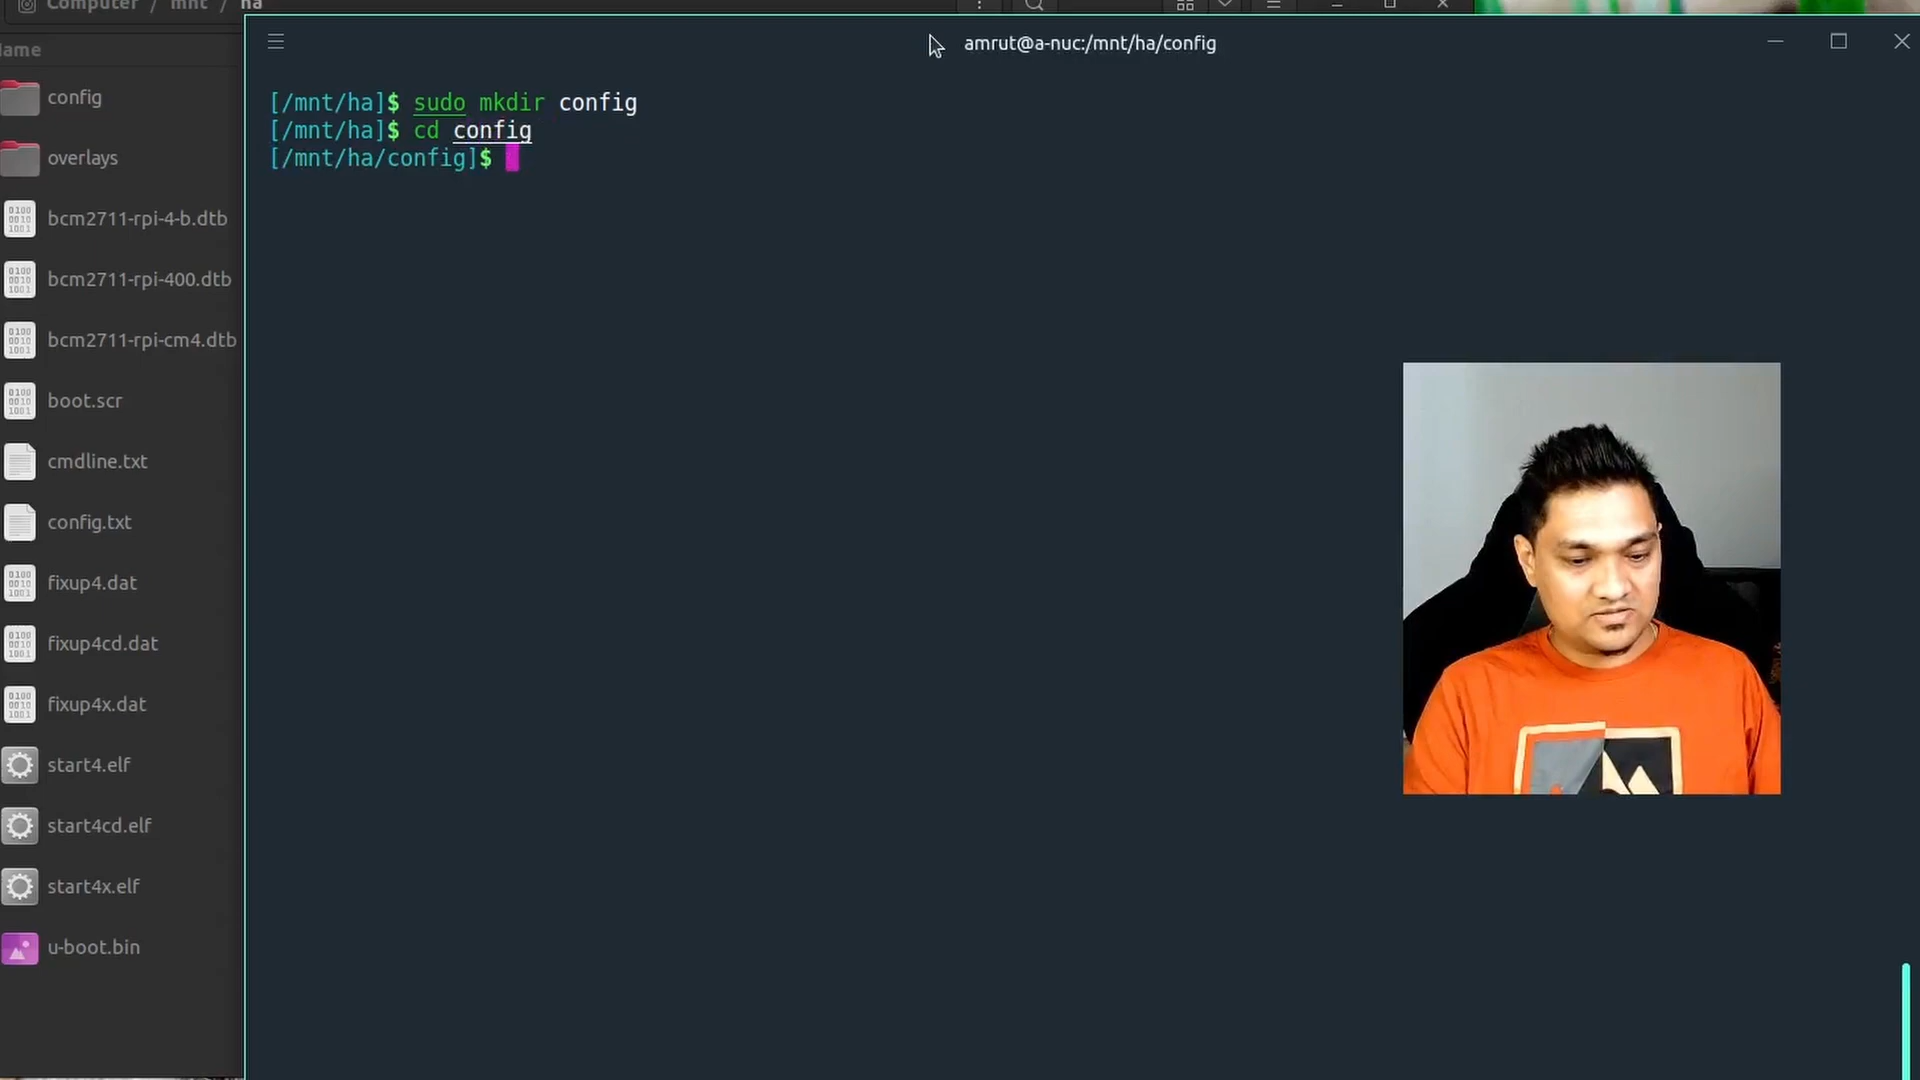 Computer / mnt / ha
amrut@a-nuc:/mnt/ha/config
config
overlays
bcm2711-rpi-4-b.dtb
bcm2711-rpi-400.dtb
bcm2711-rpi-cm4.dtb
boot.scr
cmdline.txt
config.txt
fixup4.dat
fixup4cd.dat
fixup4x.dat
start4.elf
start4cd.elf
start4x.elf
u-boot.bin
[/mnt/ha]$ sudo mkdir config
[/mnt/ha]$ cd config
[/mnt/ha/config]$